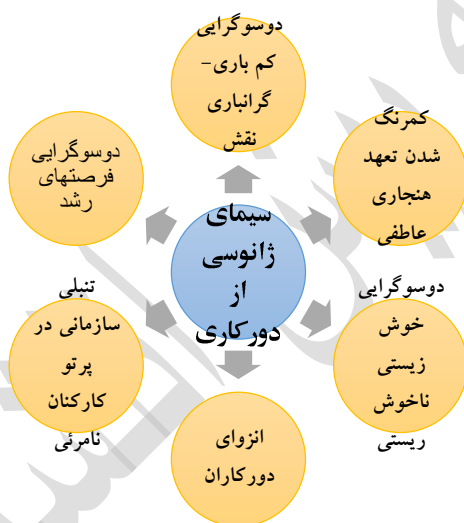 دوسوگرایی
کم باری-
گرانباری
نقش
کمرنگ
شدن تعهد
هنجاری
عاطفی
دوسوگرایی
خوش
زیستی
ناخوش
ریستی
انزوای
دورکاران
تنبلی
سازمانی در
پرتو
کارکنان
نامرئی
دوسوگرایی
فرصتهای
رشد
سیمای
ژانوسی
از
دورکاری